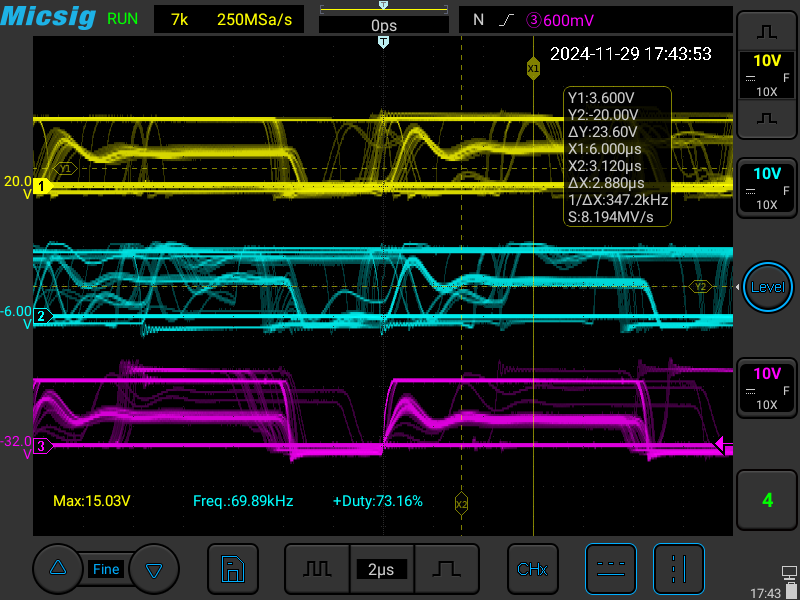 Micsig RUN 7k 250MSa/s 0ps N 3 600mV
T
2024-11-29 17:43:53
X1
10V
F
10X
Y1:3.600V
Y2:-20.00V
ΔY:23.60V
X1:6.000µs
X2:3.120µs
ΔX:2.880µs
1/ΔX:347.2kHz
S:8.194MV/s
Y1
20.0
V
1
10V
F
10X
Y2
Level
-6.00
V
2
10V
F
10X
-32.0
V
3
Max:15.03V Freq.:69.89kHz +Duty:73.16%
X2
4
Fine 2µs CHx
17:43